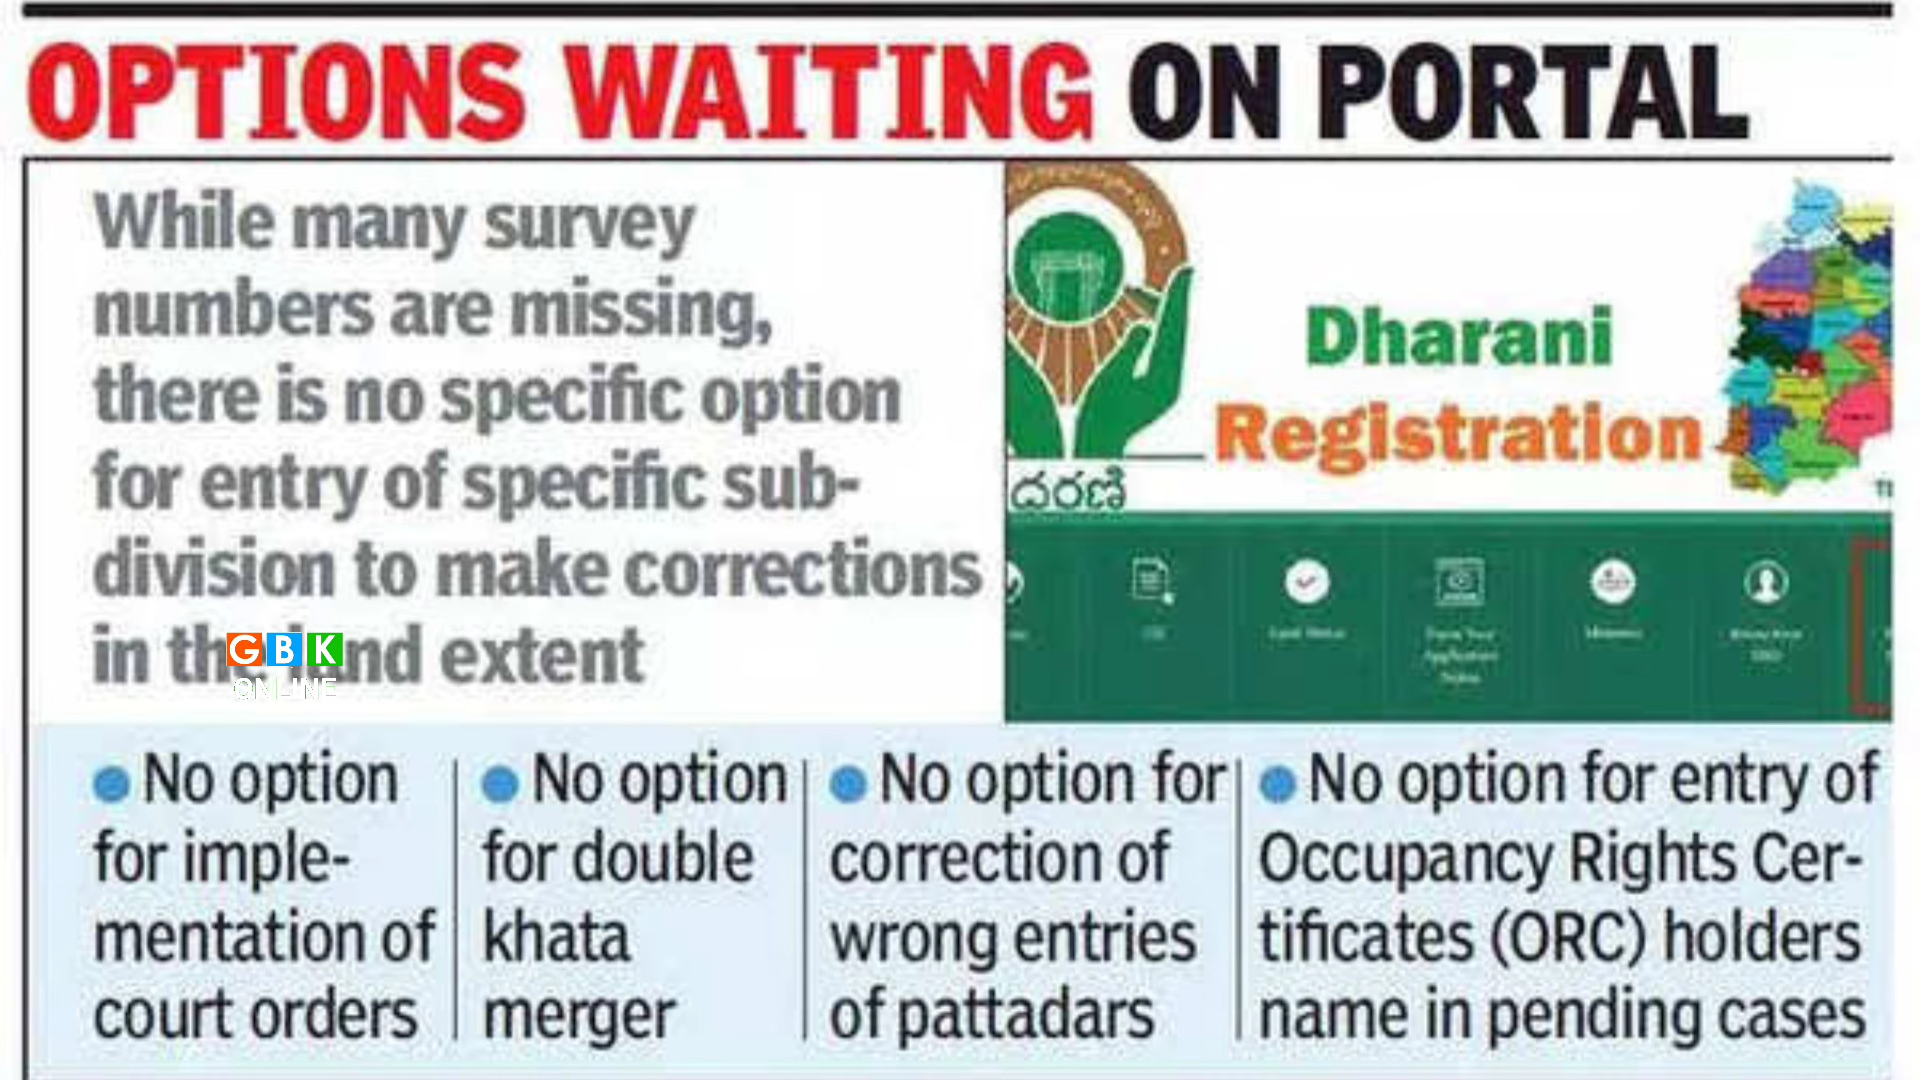 OPTIONS WAITING ON PORTAL
While many survey
numbers are missing,
there is no specific option
for entry of specific sub-
division to make corrections
in the land extent
GBK
ONLINE
Dharani
Registration
ధరణి
● No option
for imple-
mentation of
court orders
● No option
for double
khata
merger
● No option for
correction of
wrong entries
of pattadars
● No option for entry of
Occupancy Rights Cer-
tificates (ORC) holders
name in pending cases